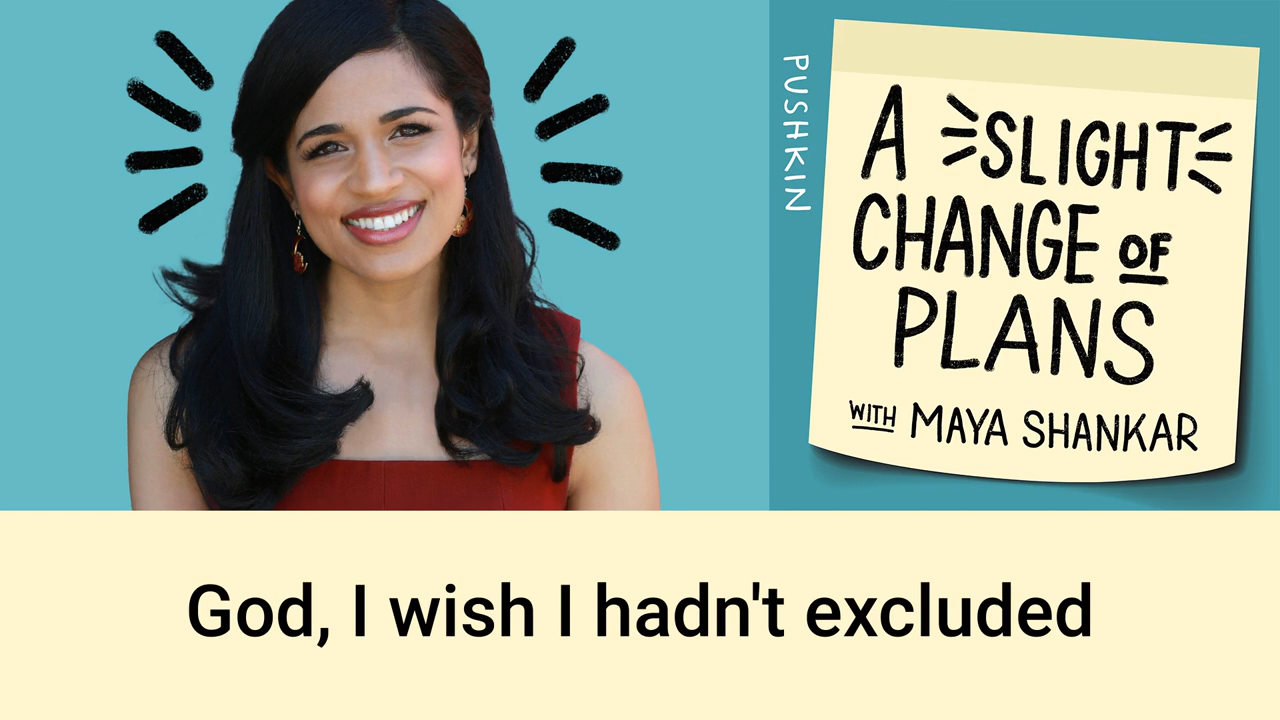 PUSHKIN
A SLIGHT
CHANGE OF
PLANS
WITH MAYA SHANKAR
God, I wish I hadn't excluded